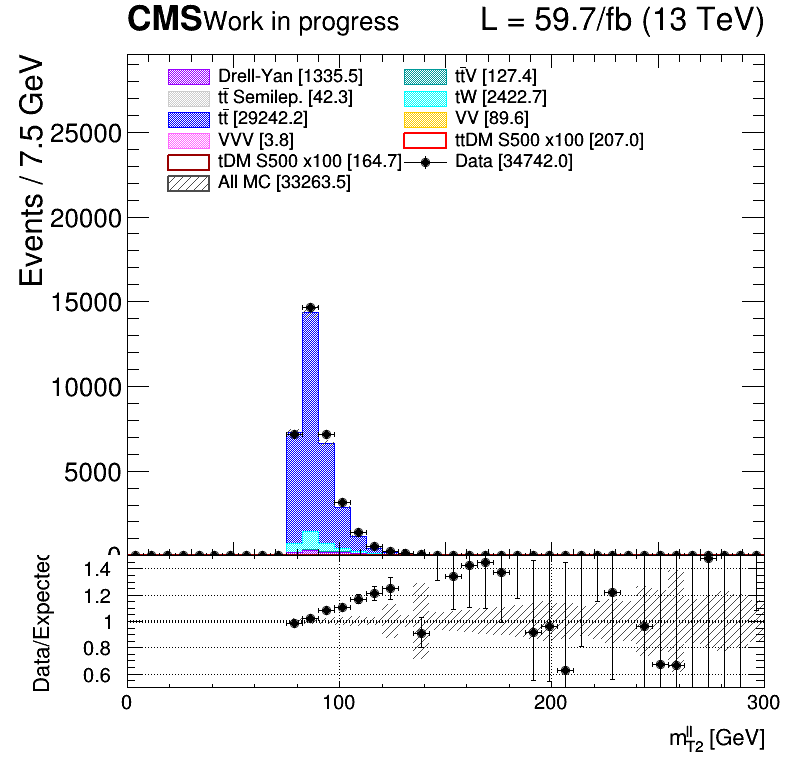 CMS Work in progress L = 59.7/fb (13 TeV)
Events / 7.5 GeV
25000
20000
15000
10000
5000
0
Drell-Yan [1335.5]
tt̄ Semilep. [42.3]
tt̄ [29242.2]
VVV [3.8]
tDM S500 x100 [164.7]
All MC [33263.5]
tt̄V [127.4]
tW [2422.7]
VV [89.6]
ttDM S500 x100 [207.0]
Data [34742.0]
Data/Expected
1.4
1.2
1
0.8
0.6
0 100 200 300
m_{T2}^{ll} [GeV]